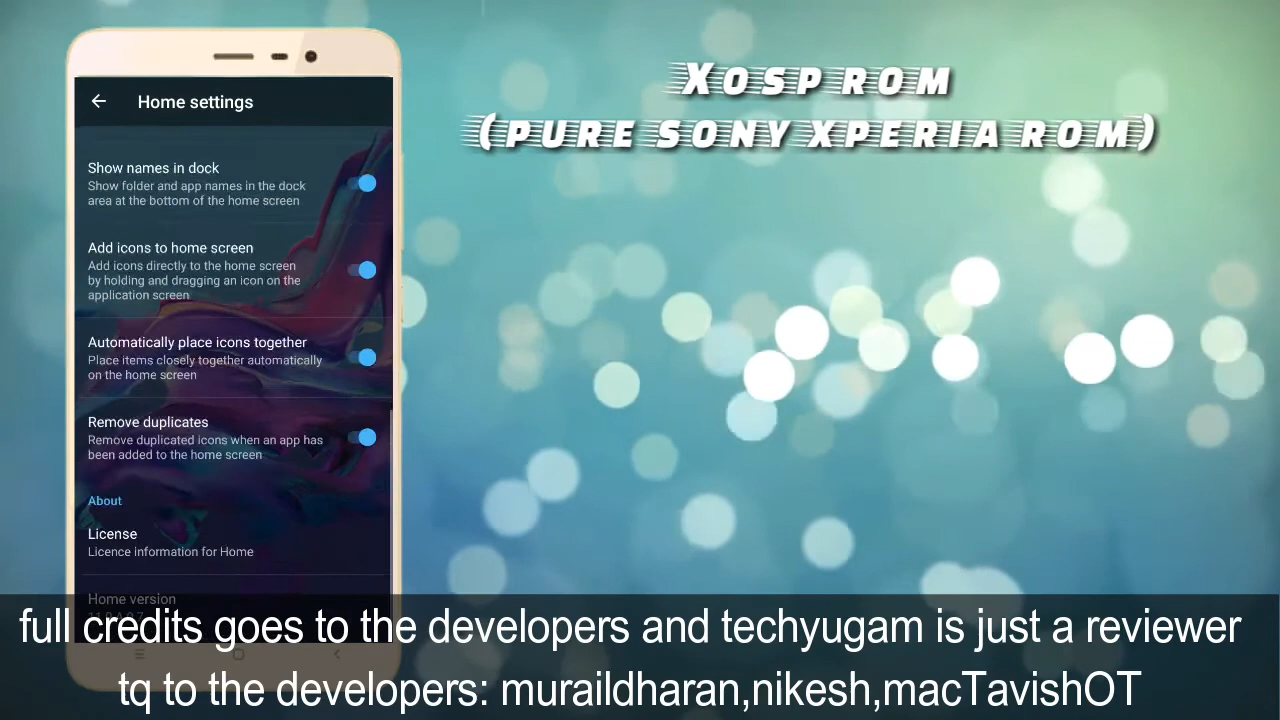 Xosp rom
(pure sony xperia rom)
Home settings
Show names in dock
Show folder and app names in the dock
area at the bottom of the home screen
Add icons to home screen
Add icons directly to the home screen
by holding and dragging an icon on the
application screen
Automatically place icons together
Place items closely together automatically
on the home screen
Remove duplicates
Remove duplicated icons when an app has
been added to the home screen
About
License
Licence information for Home
Home version
full credits goes to the developers and techyugam is just a reviewer
tq to the developers: muraildharan,nikesh,macTavishOT